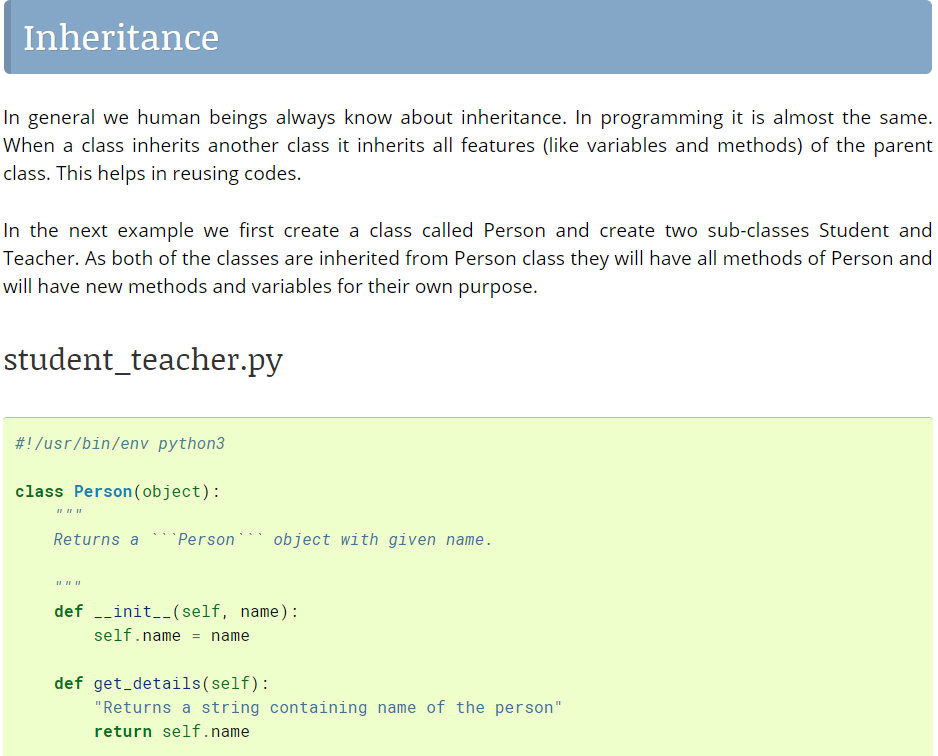 Inheritance
In general we human beings always know about inheritance. In programming it is almost the same.
When a class inherits another class it inherits all features (like variables and methods) of the parent
class. This helps in reusing codes.
In the next example we first create a class called Person and create two sub-classes Student and
Teacher. As both of the classes are inherited from Person class they will have all methods of Person and
will have new methods and variables for their own purpose.
student_teacher.py
#!/usr/bin/env python3
class Person(object):
    """
    Returns a ```Person``` object with given name.
    """
    def __init__(self, name):
        self.name = name
    def get_details(self):
        "Returns a string containing name of the person"
        return self.name